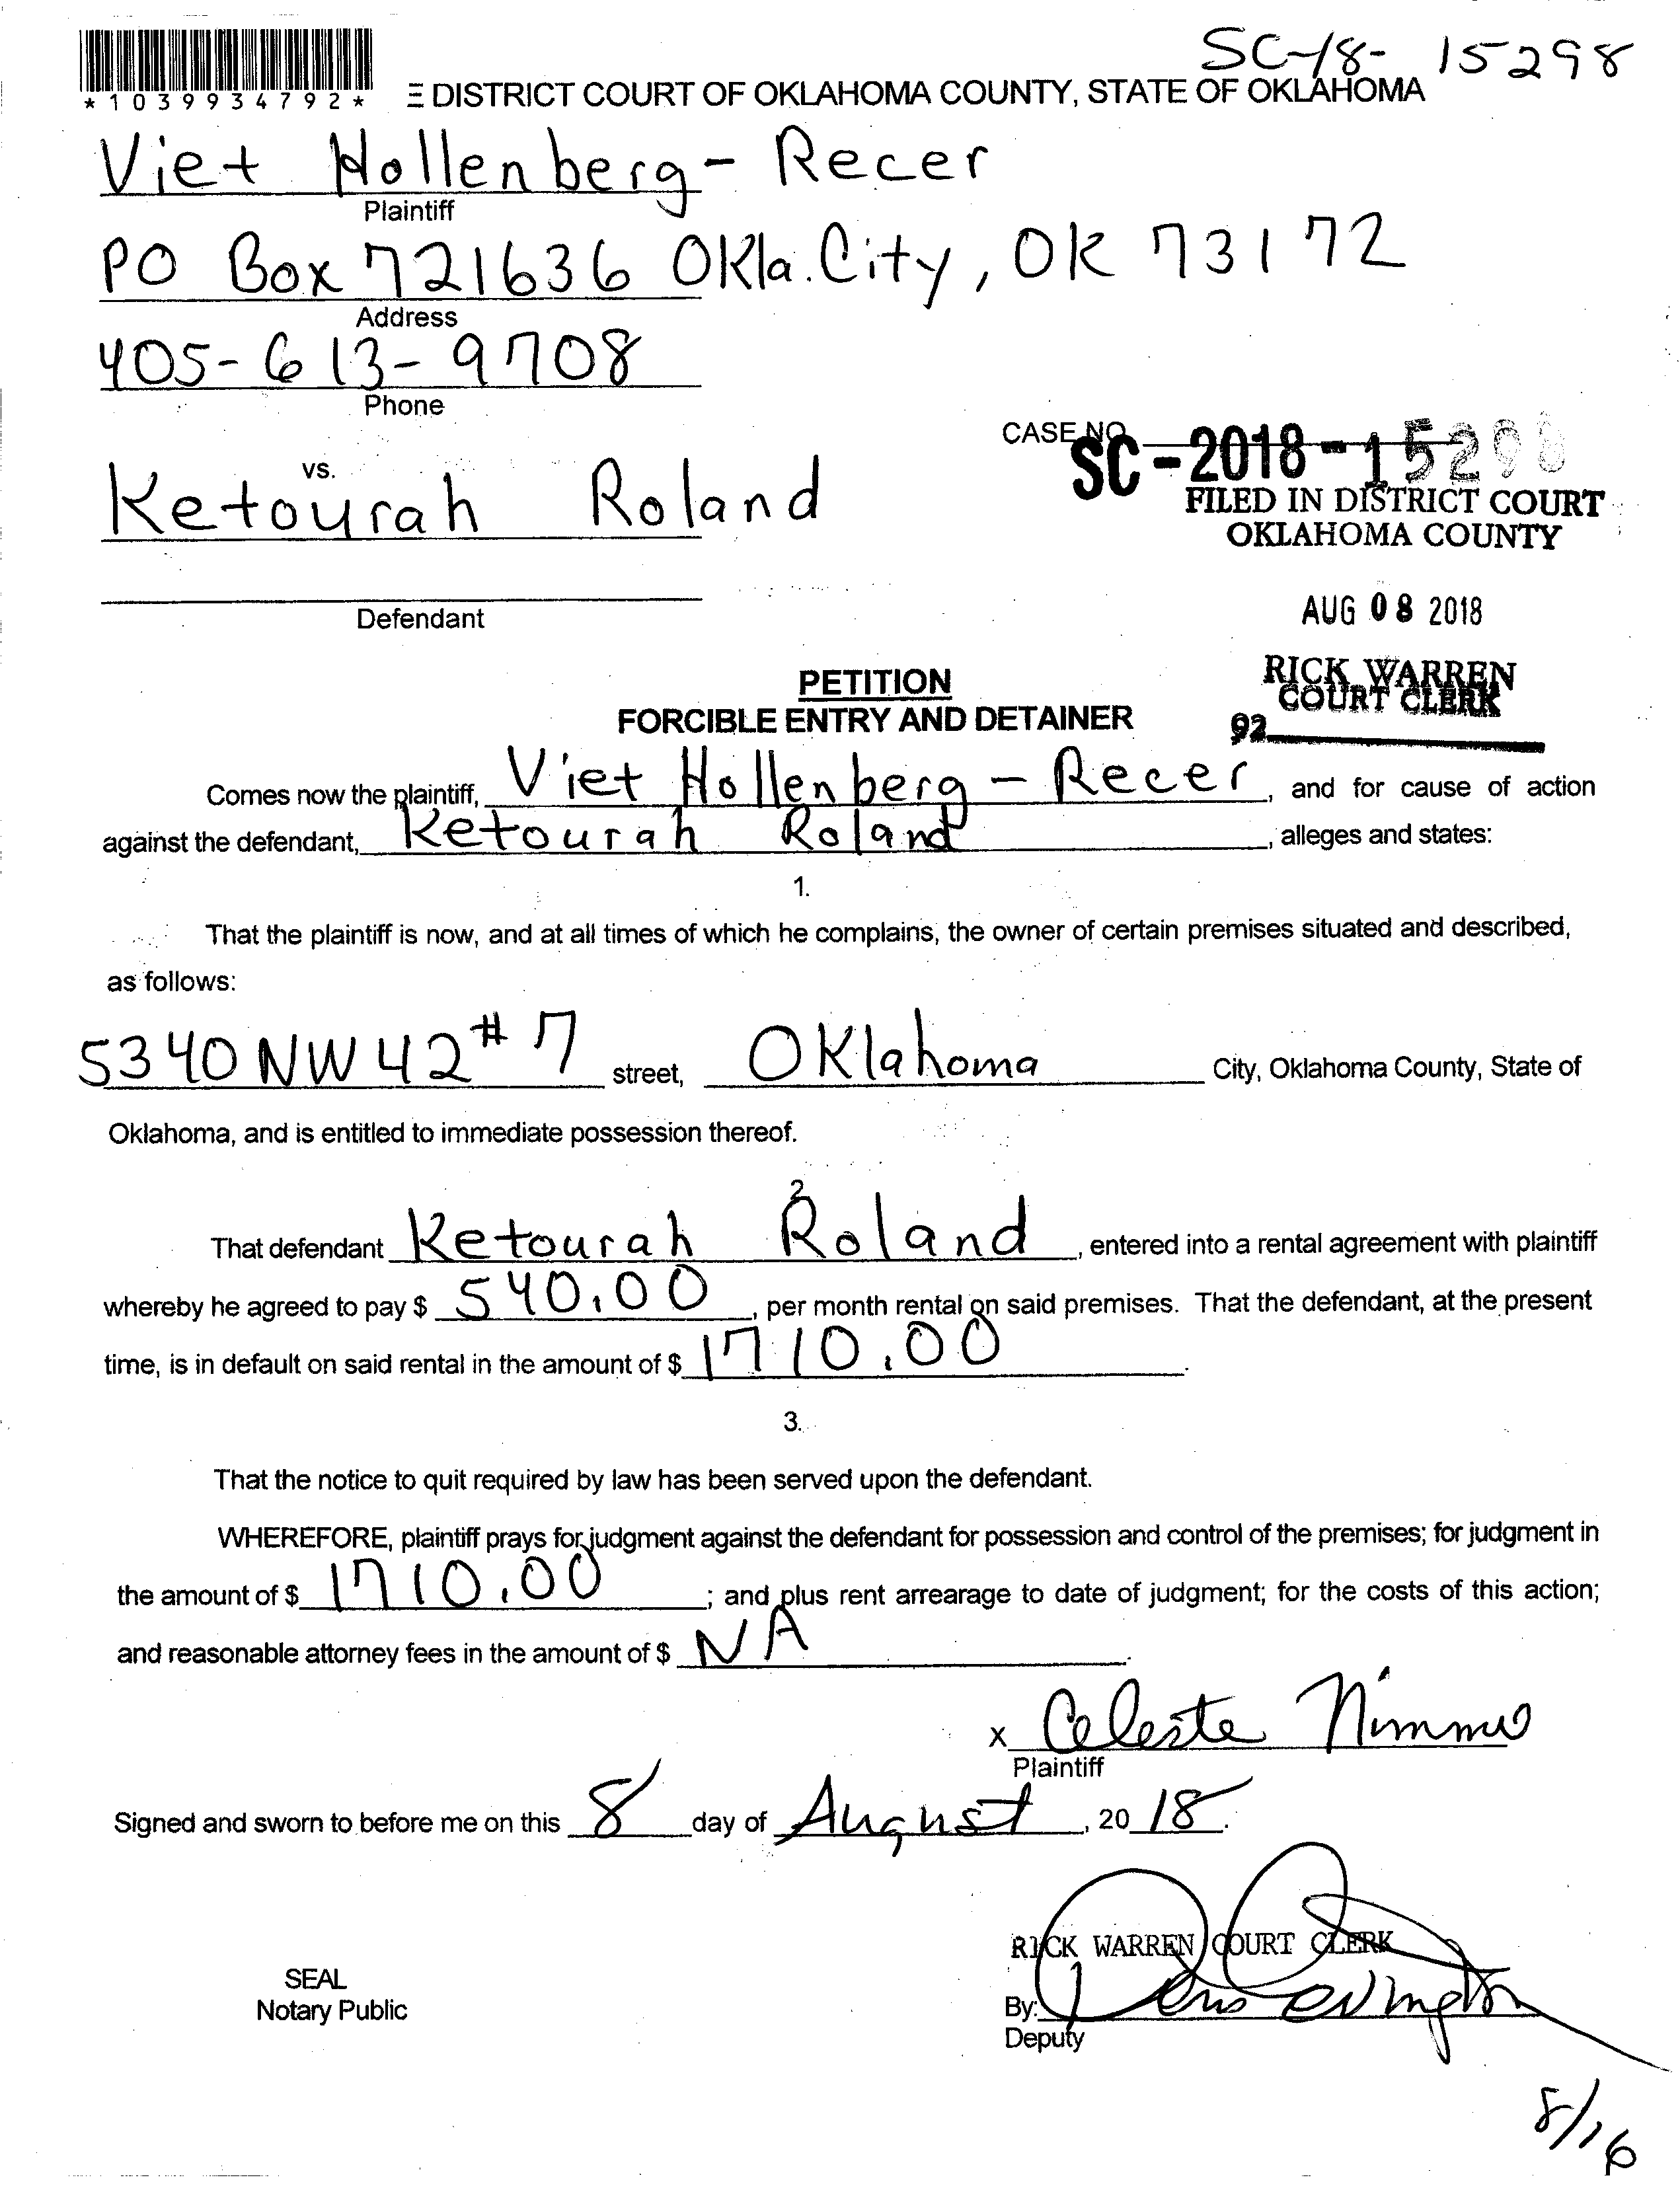 SC-18-15298
*1039934792*
E DISTRICT COURT OF OKLAHOMA COUNTY, STATE OF OKLAHOMA
Viet Hollenberg-Recer
Plaintiff
PO Box 721636 Okla. City, OK 73172
Address
405-613-9708
Phone
CASE NO.
SC-2018-15298
FILED IN DISTRICT COURT
OKLAHOMA COUNTY
vs.
Ketourah Roland
Defendant
AUG 08 2018
RICK WARREN
COURT CLERK
92
PETITION
FORCIBLE ENTRY AND DETAINER
Comes now the plaintiff, Viet Hollenberg-Recer, and for cause of action
against the defendant, Ketourah Roland, alleges and states:
1.
That the plaintiff is now, and at all times of which he complains, the owner of certain premises situated and described,
as follows:
5340 NW 42 #7 street, Oklahoma City, Oklahoma County, State of
Oklahoma, and is entitled to immediate possession thereof.
2
That defendant Ketourah Roland, entered into a rental agreement with plaintiff
whereby he agreed to pay $ 540.00, per month rental on said premises. That the defendant, at the present
time, is in default on said rental in the amount of $ 1710.00.
3.
That the notice to quit required by law has been served upon the defendant.
WHEREFORE, plaintiff prays for judgment against the defendant for possession and control of the premises; for judgment in
the amount of $ 1710.00; and plus rent arrearage to date of judgment; for the costs of this action;
and reasonable attorney fees in the amount of $ NA.
X Celeste Nimmo
Plaintiff
Signed and sworn to before me on this 8 day of August, 2018.
RICK WARREN COURT CLERK
SEAL
Notary Public
By:
Deputy
8/16